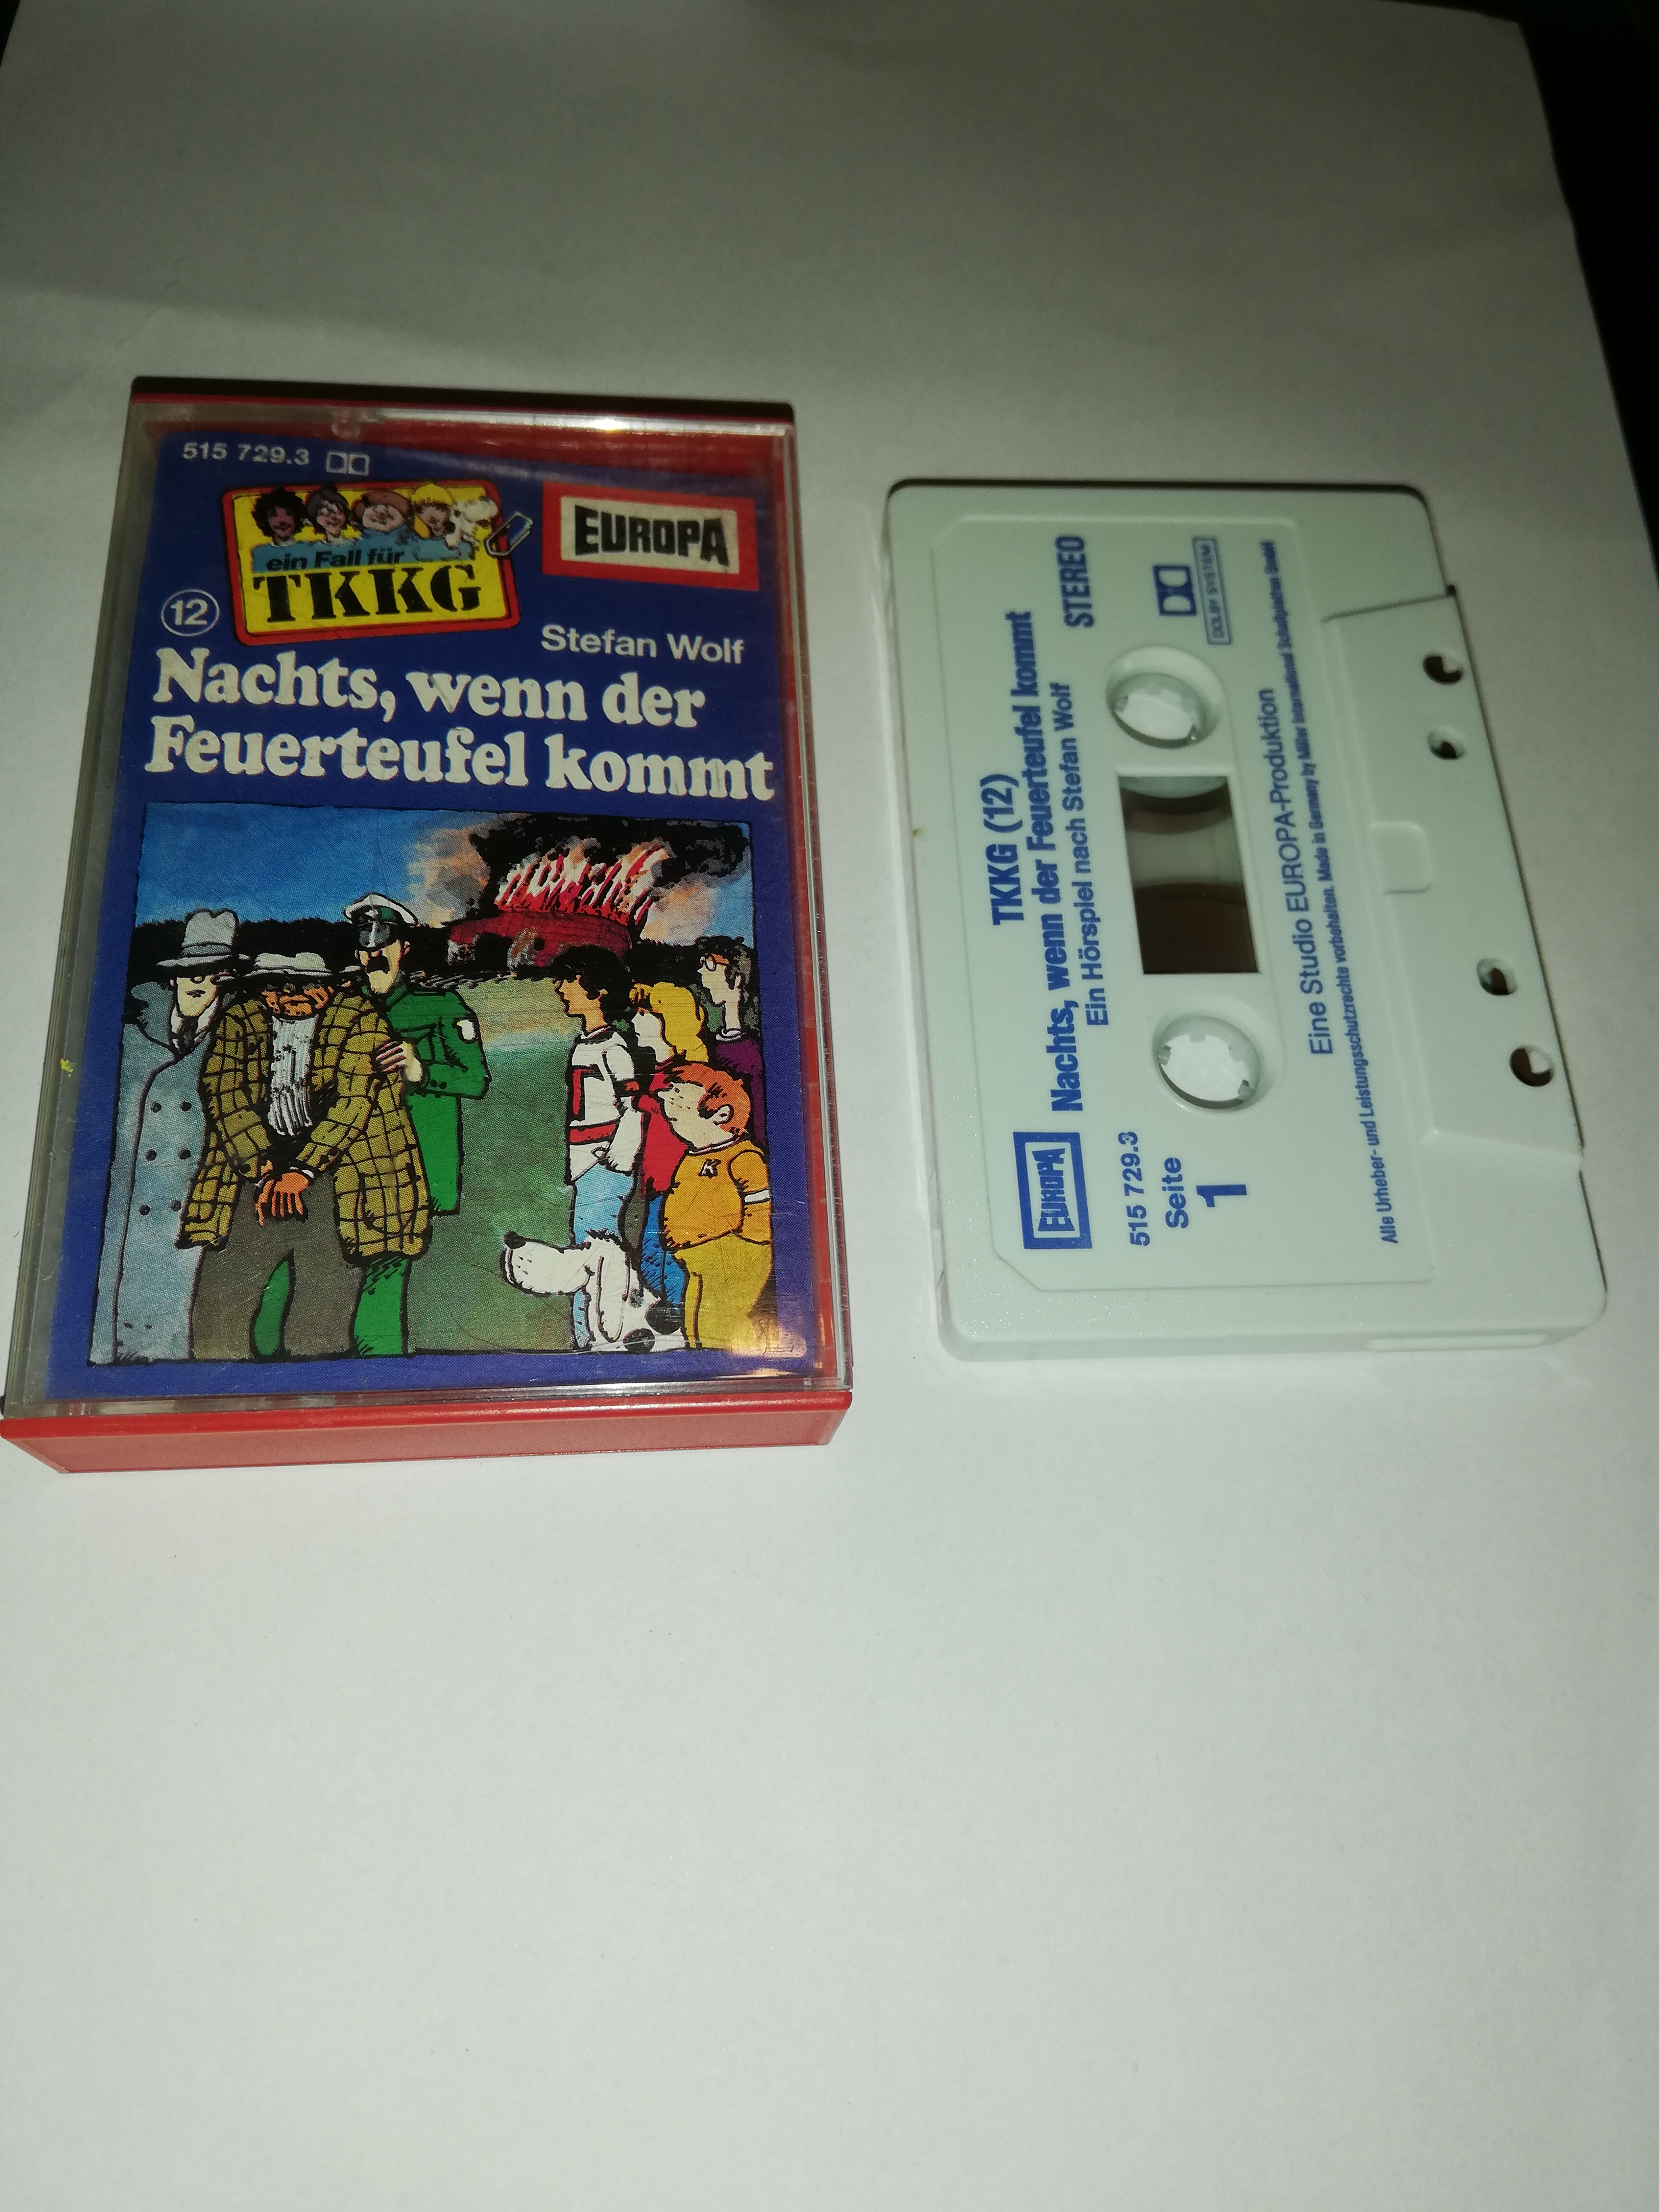 515 729.3
ein Fall für
TKKG
EUROPA
12
Stefan Wolf
Nachts, wenn der
Feuerteufel kommt
K
TKKG (12)
Nachts, wenn der Feuerteufel kommt
Ein Hörspiel nach Stefan Wolf
STEREO
EUROPA
515 729.3
Seite
1
DOLBY SYSTEM
Eine Studio EUROPA-Produktion
Alle Urheber- und Leistungsschutzrechte vorbehalten. Made in Germany by Miller International Schallplatten GmbH